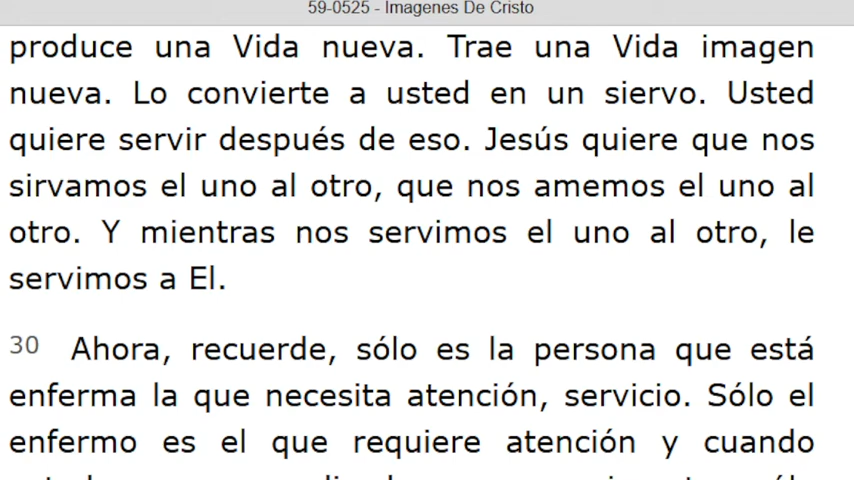 59-0525 - Imagenes De Cristo
produce una Vida nueva. Trae una Vida imagen
nueva. Lo convierte a usted en un siervo. Usted
quiere servir después de eso. Jesús quiere que nos
sirvamos el uno al otro, que nos amemos el uno al
otro. Y mientras nos servimos el uno al otro, le
servimos a El.
30 Ahora, recuerde, sólo es la persona que está
enferma la que necesita atención, servicio. Sólo el
enfermo es el que requiere atención y cuando